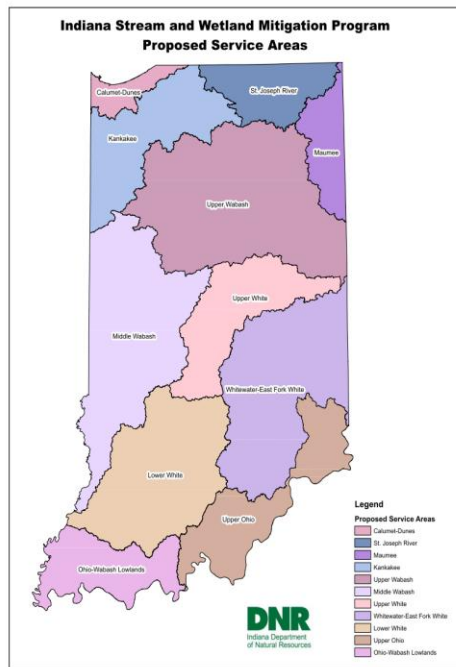 Indiana Stream and Wetland Mitigation Program
Proposed Service Areas
Calumet-Dunes
St. Joseph River
Kankakee
Maumee
Upper Wabash
Upper White
Middle Wabash
Whitewater-East Fork White
Lower White
Upper Ohio
Ohio-Wabash Lowlands
Legend
Proposed Service Areas
Calumet-Dunes
St. Joseph River
Maumee
Kankakee
Upper Wabash
Middle Wabash
Upper White
Whitewater-East Fork White
Lower White
Upper Ohio
Ohio-Wabash Lowlands
DNR
Indiana Department
of Natural Resources